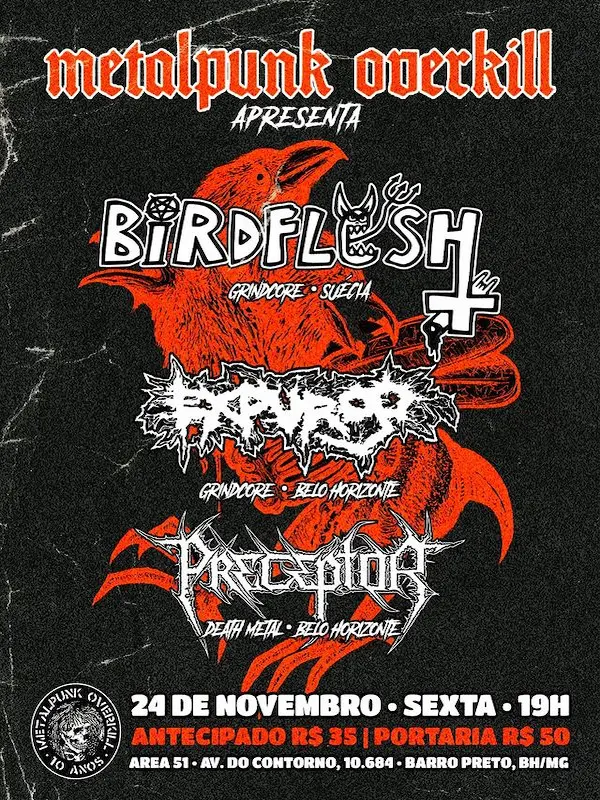 metalpunk overkill
APRESENTA
BIRDFLESH
GRINDCORE • SUÉCIA
EXPURGO
GRINDCORE • BELO HORIZONTE
PRECEPTOR
DEATH METAL • BELO HORIZONTE
METALPUNK OVERKILL
• 10 ANOS •
24 DE NOVEMBRO • SEXTA • 19H
ANTECIPADO R$ 35 | PORTARIA R$ 50
AREA 51 • AV. DO CONTORNO, 10.684 • BARRO PRETO, BH/MG